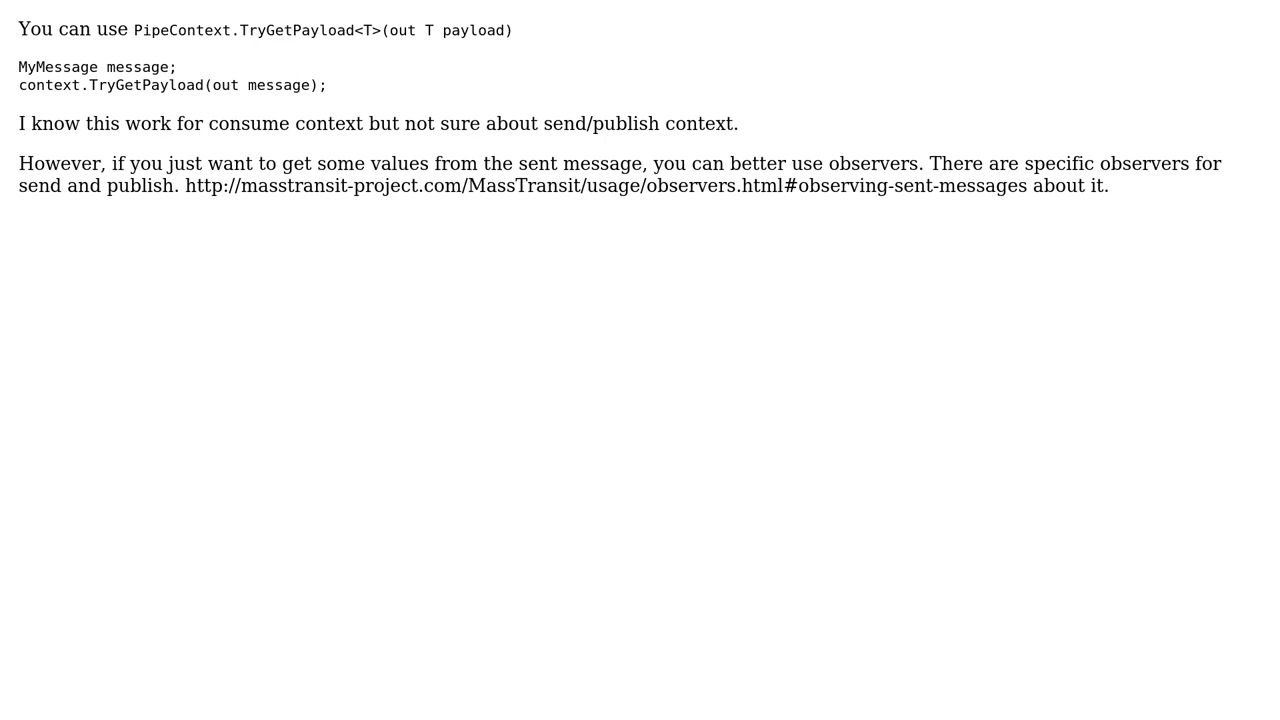 You can use PipeContext.TryGetPayload<T>(out T payload)
MyMessage message;
context.TryGetPayload(out message);
I know this work for consume context but not sure about send/publish context.
However, if you just want to get some values from the sent message, you can better use observers. There are specific observers for
send and publish. http://masstransit-project.com/MassTransit/usage/observers.html#observing-sent-messages about it.